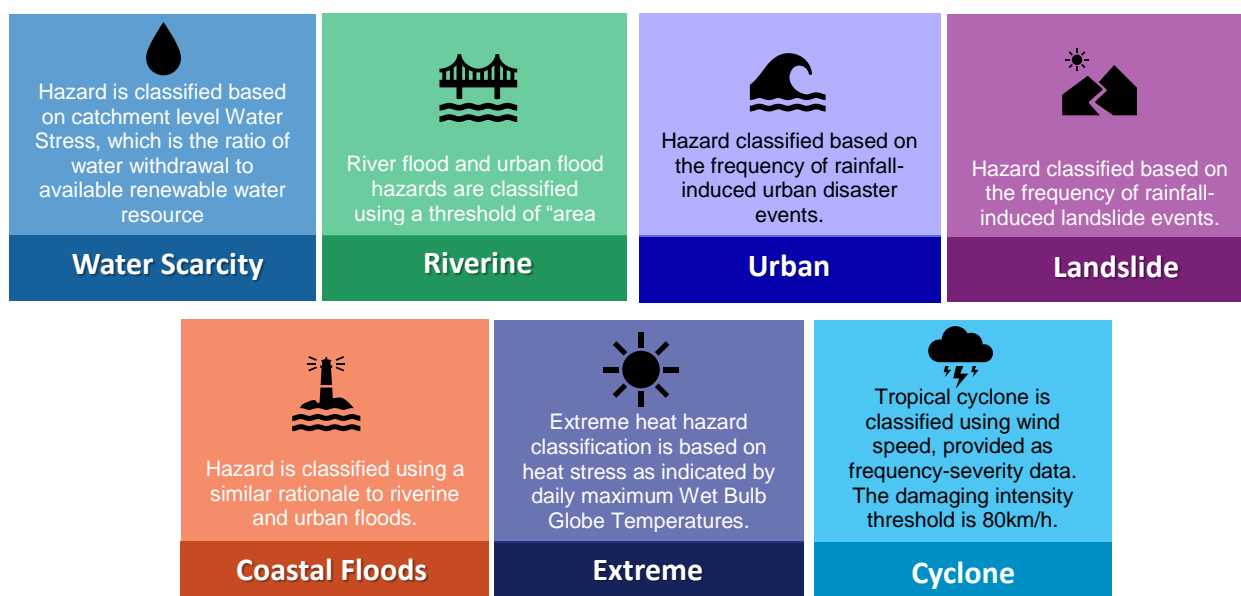 Hazard is classified based
on catchment level Water
Stress, which is the ratio of
water withdrawal to
available renewable water
resource
Water Scarcity
River flood and urban flood
hazards are classified
using a threshold of “area
Riverine
Hazard classified based on
the frequency of rainfall-
induced urban disaster
events.
Urban
Hazard classified based on
the frequency of rainfall-
induced landslide events.
Landslide
Hazard is classified using a
similar rationale to riverine
and urban floods.
Coastal Floods
Extreme heat hazard
classification is based on
heat stress as indicated by
daily maximum Wet Bulb
Globe Temperatures.
Extreme
Tropical cyclone is
classified using wind
speed, provided as
frequency-severity data.
The damaging intensity
threshold is 80km/h.
Cyclone